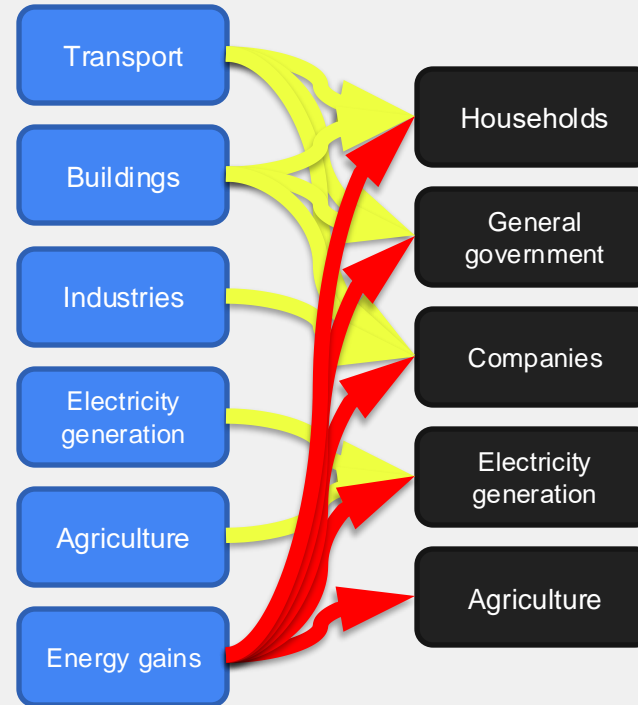 Transport
Buildings
Industries
Electricity
generation
Agriculture
Energy gains
Households
General
government
Companies
Electricity
generation
Agriculture